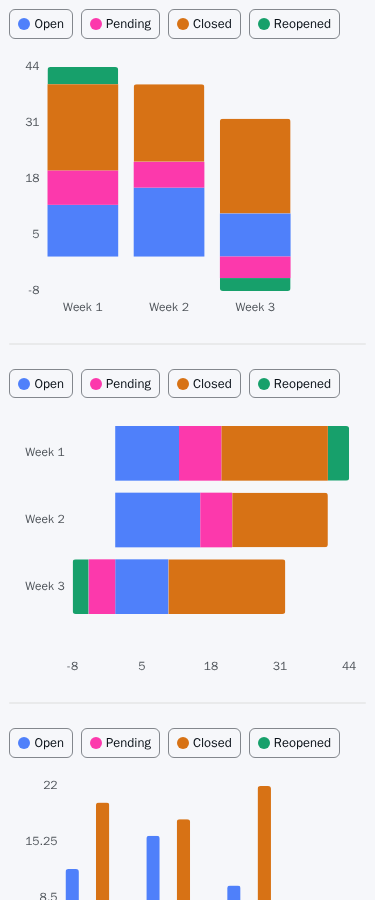 Open Pending Closed Reopened
44
31
18
5
-8
Week 1 Week 2 Week 3
Open Pending Closed Reopened
Week 1
Week 2
Week 3
-8 5 18 31 44
Open Pending Closed Reopened
22
15.25
8.5